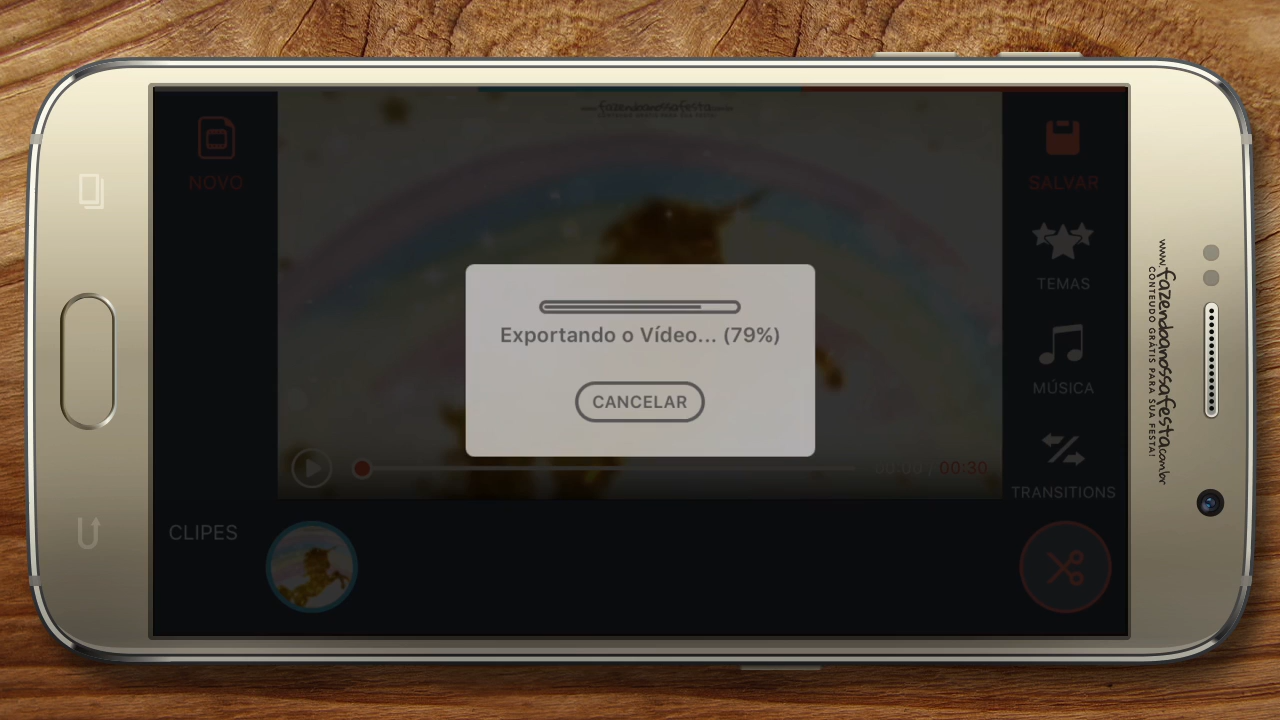 fazendoanossafesta
NOVO
SALVAR
TEMAS
Exportando o Vídeo... (79%)
MÚSICA
CANCELAR
00:00 / 00:30
TRANSITIONS
CLIPES
www.fazendoanossafesta.com.br
CONTEÚDO GRÁTIS PARA SUA FESTA!